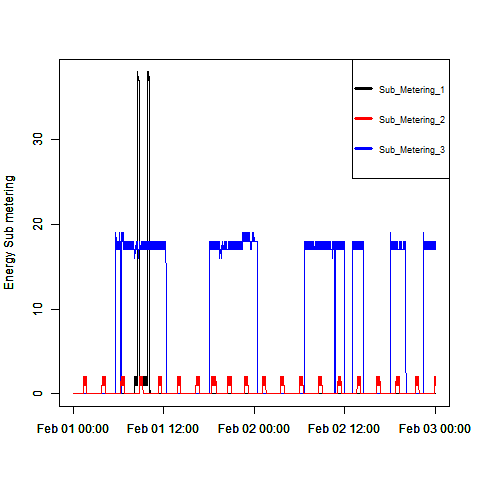 Sub_Metering_1
Sub_Metering_2
Sub_Metering_3
Energy Sub metering
30
20
10
0
Feb 01 00:00 Feb 01 12:00 Feb 02 00:00 Feb 02 12:00 Feb 03 00:00